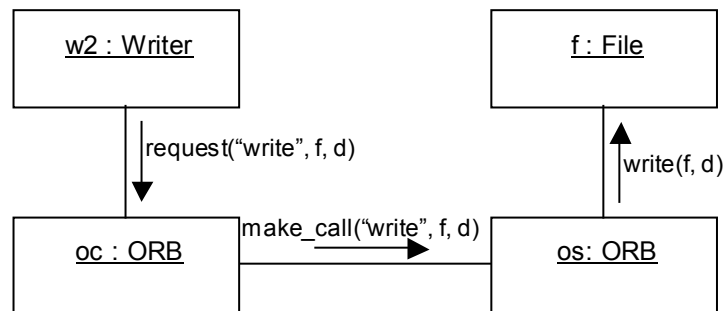 w2 : Writer
f : File
request(“write”, f, d)
write(f, d)
make_call(“write”, f, d)
oc : ORB
os: ORB